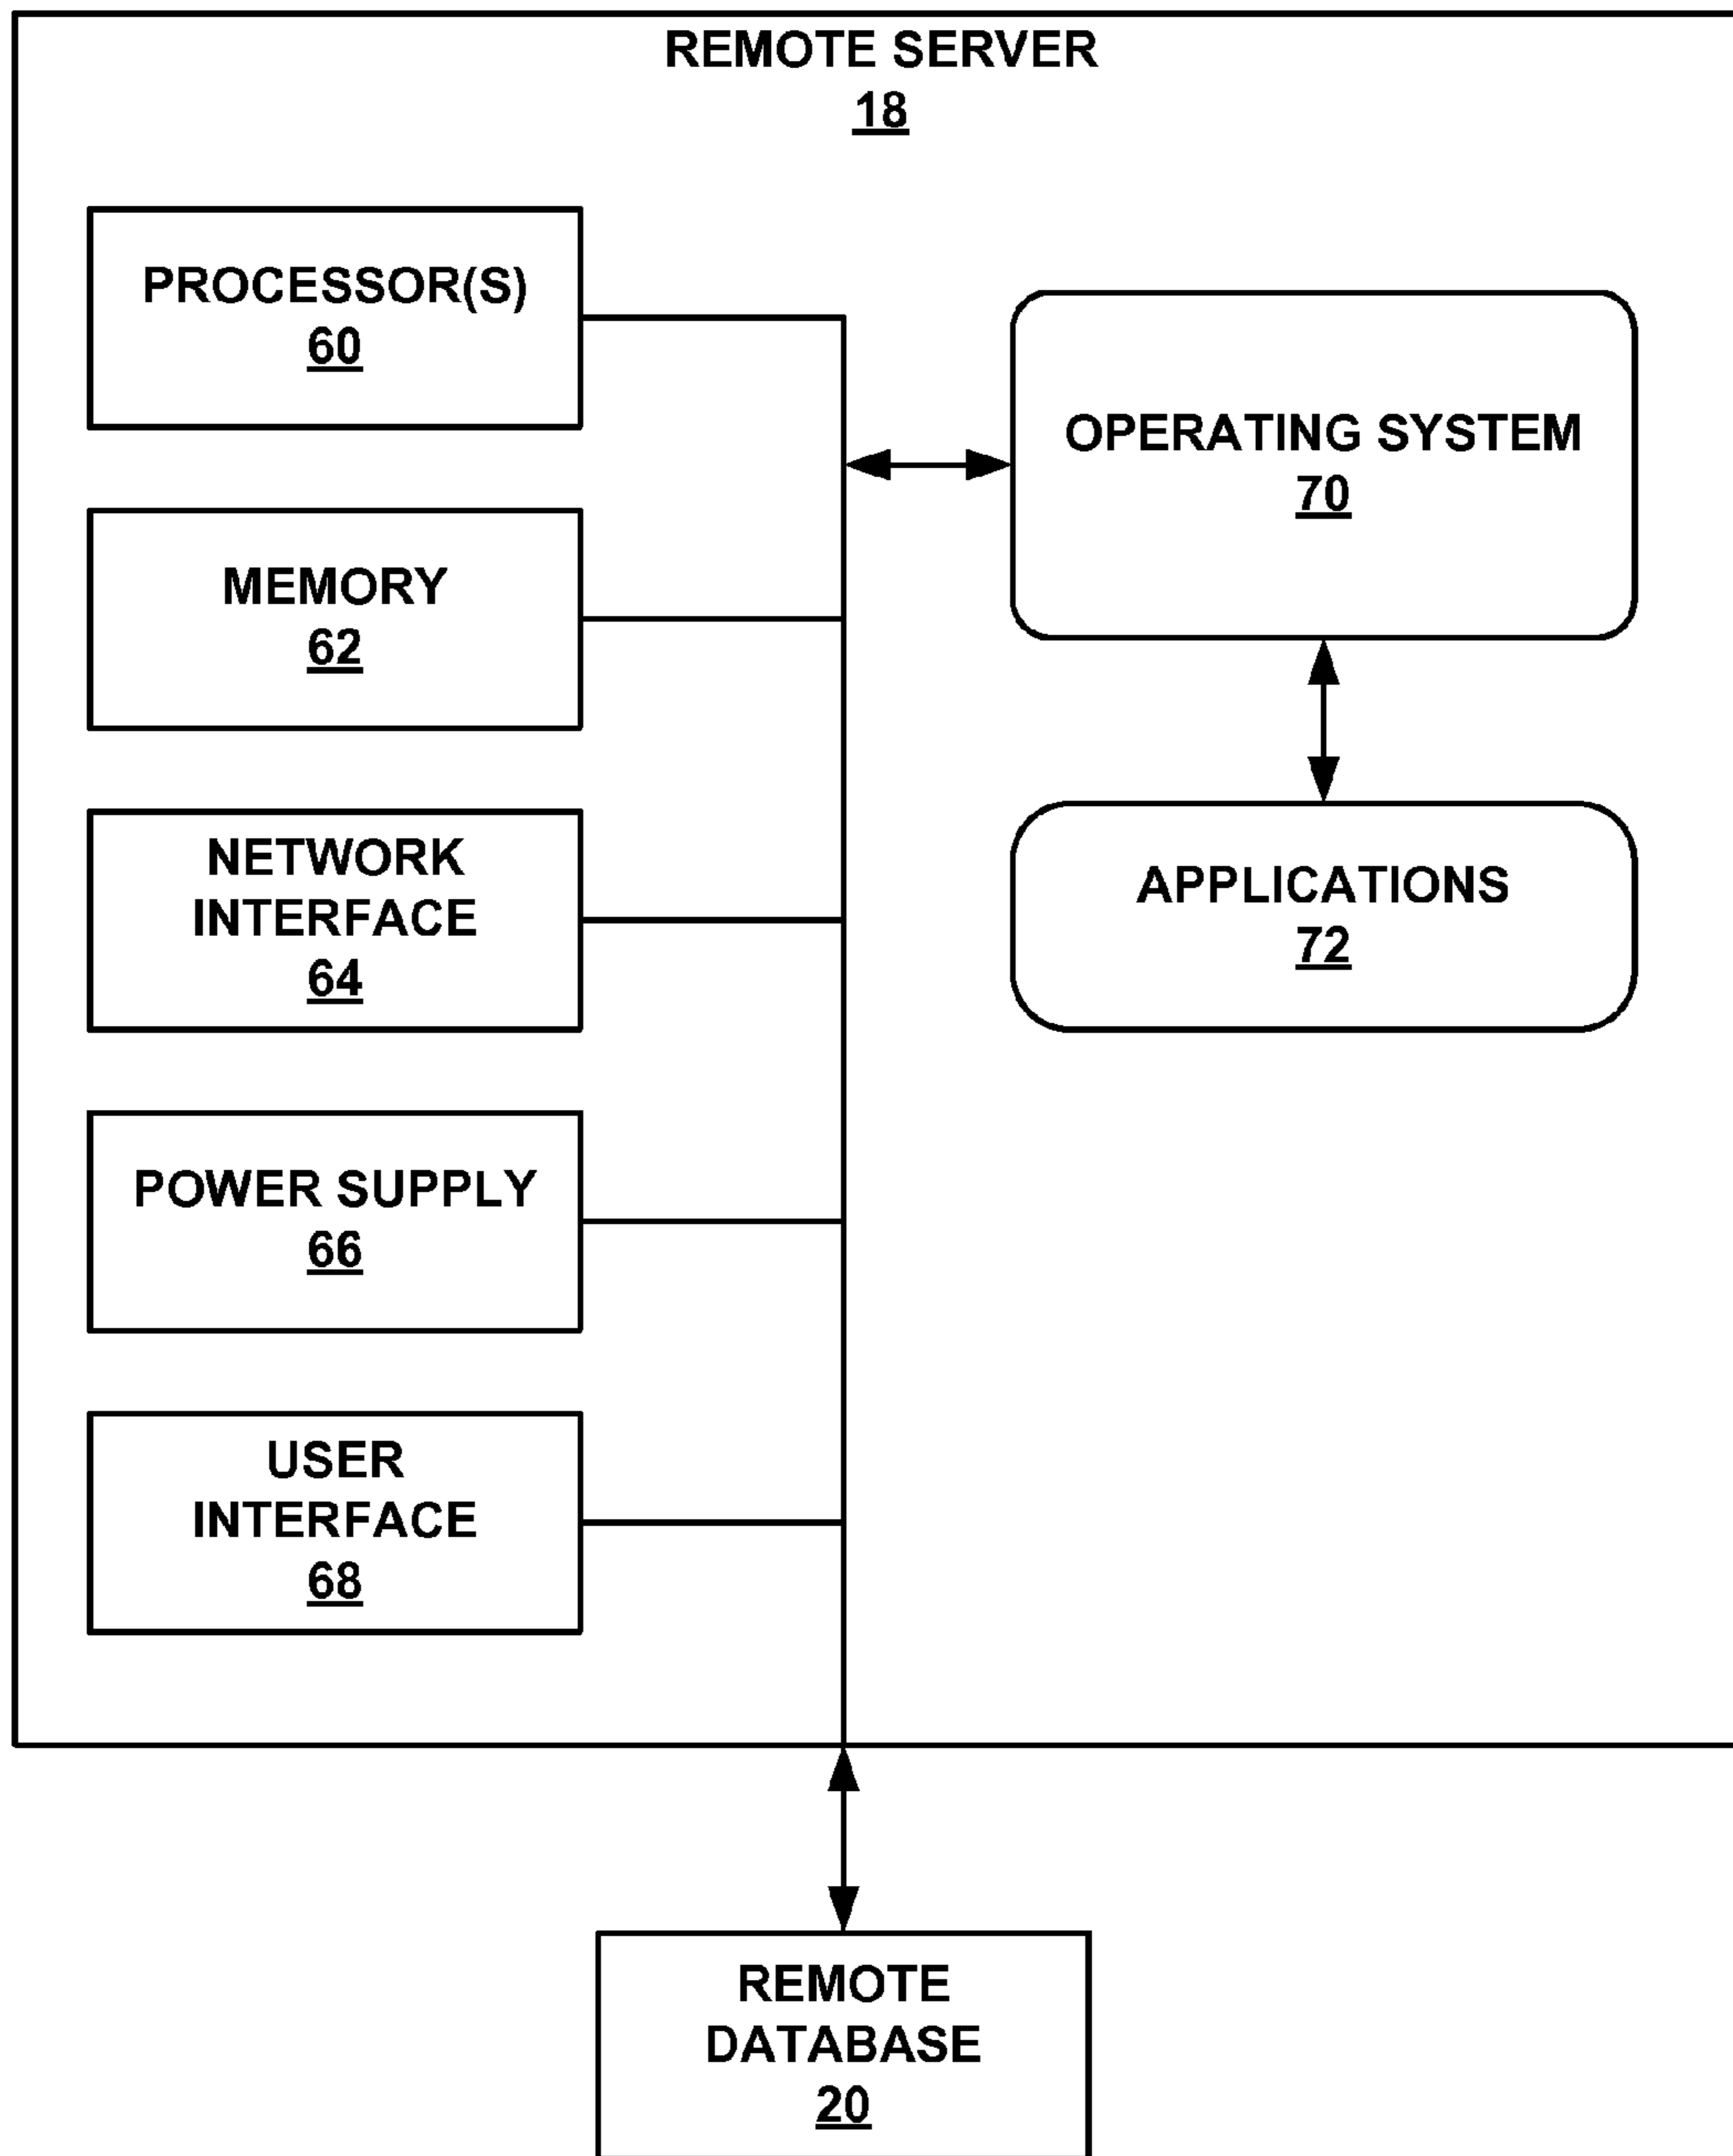 REMOTE SERVER
18
PROCESSOR(S)
60
MEMORY
62
NETWORK
INTERFACE
64
POWER SUPPLY
66
USER
INTERFACE
68
OPERATING SYSTEM
70
APPLICATIONS
72
REMOTE
DATABASE
20